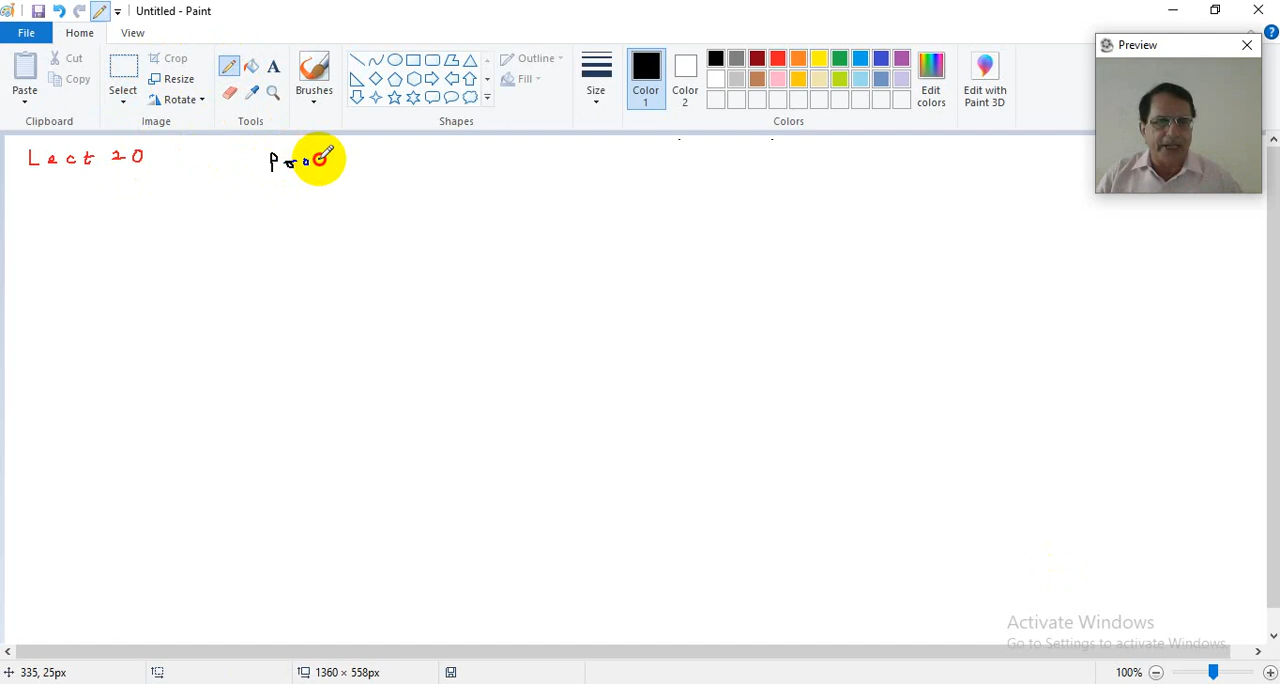 Untitled - Paint
File
Home
View
Cut
Copy
Paste
Clipboard
Crop
Resize
Rotate
Select
Image
Tools
Brushes
Shapes
Outline
Fill
Size
Color 1
Color 2
Colors
Edit colors
Edit with Paint 3D
Preview
Lect 20
Pro
Activate Windows
Go to Settings to activate Windows.
335, 25px
1360 × 558px
100%